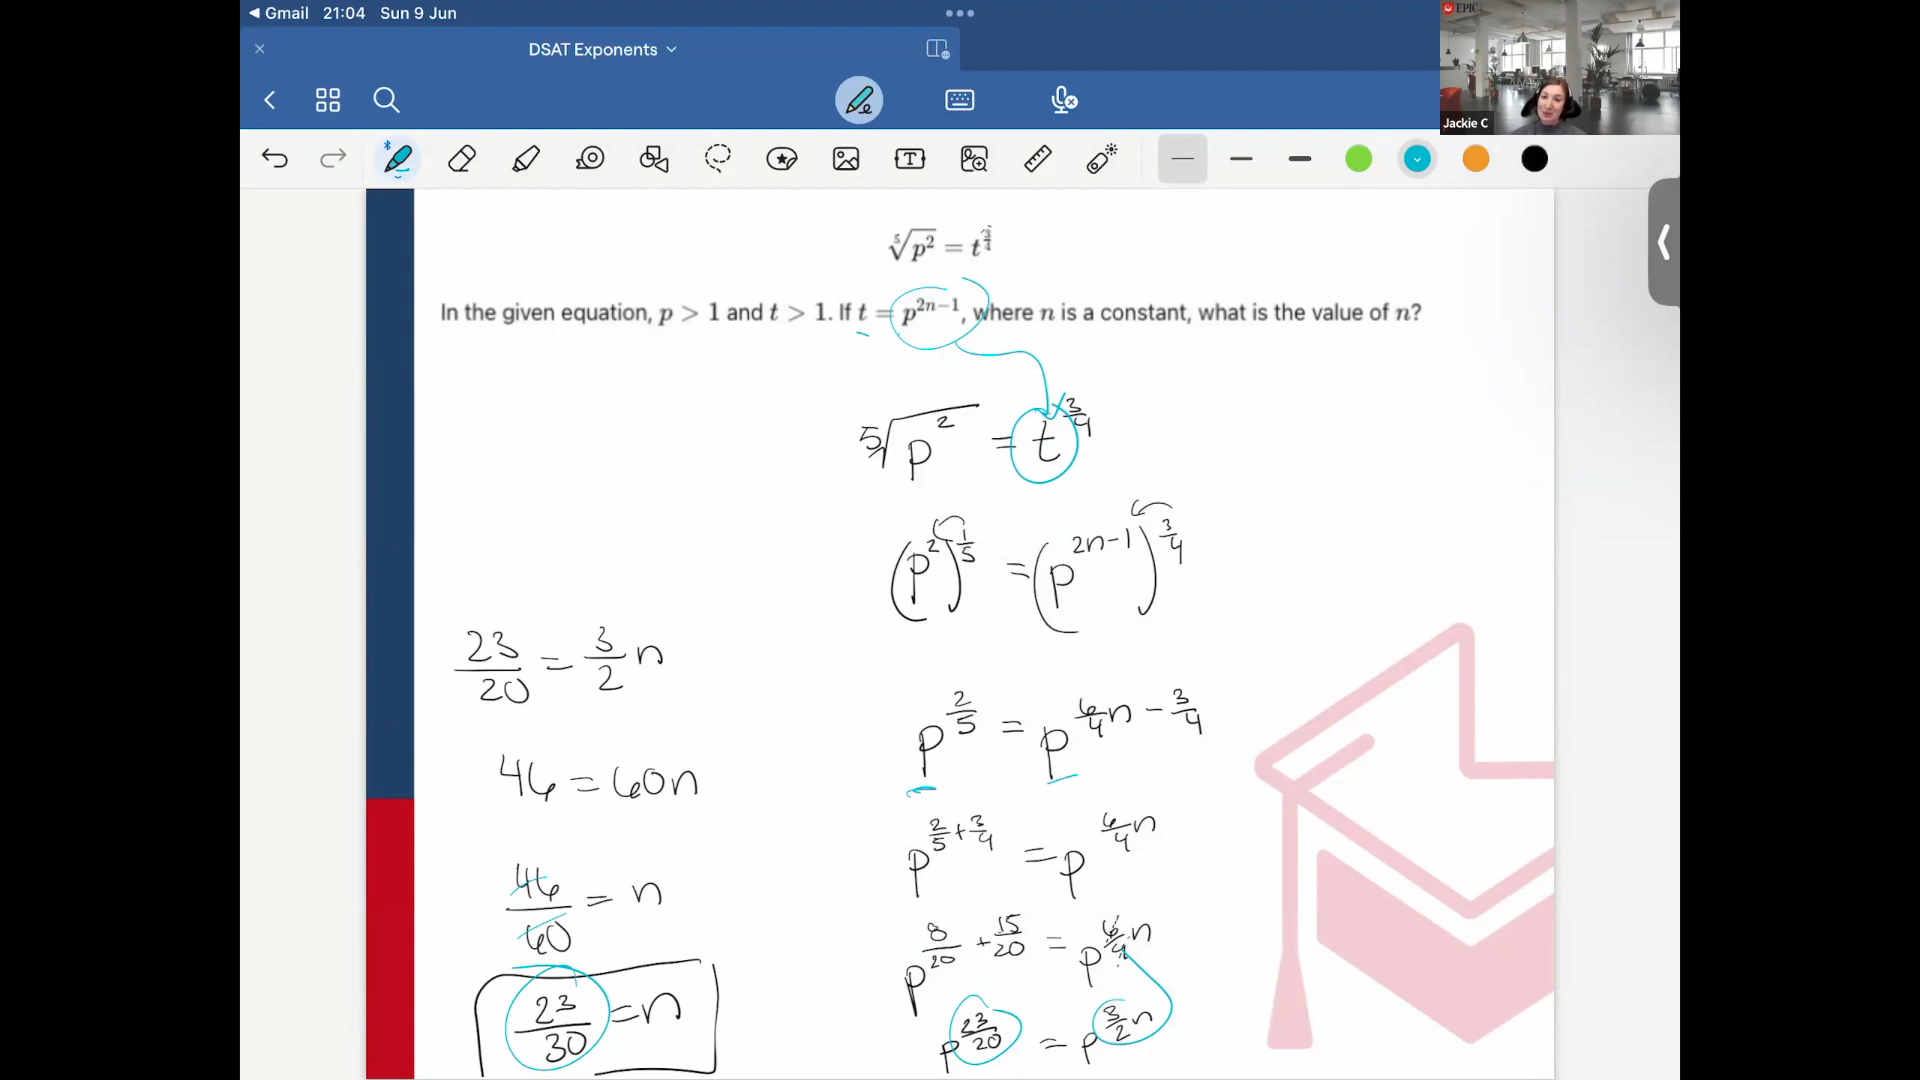 Gmail 21:04 Sun 9 Jun
EPIC
DSAT Exponents
Jackie C
T
⁵√p² = t^(3/4)
In the given equation, p > 1 and t > 1. If t = p^(2n−1), where n is a constant, what is the value of n?
⁵√p² = t^(3/4)
(p²)^(1/5) = (p^(2n-1))^(3/4)
p^(2/5) = p^(6/4 n - 3/4)
p^(2/5 + 3/4) = p^(6/4 n)
p^(8/20 + 15/20) = p^(6/4 n)
p^(23/20) = p^(3/2 n)
23/20 = 3/2 n
46 = 60n
46/60 = n
23/30 = n